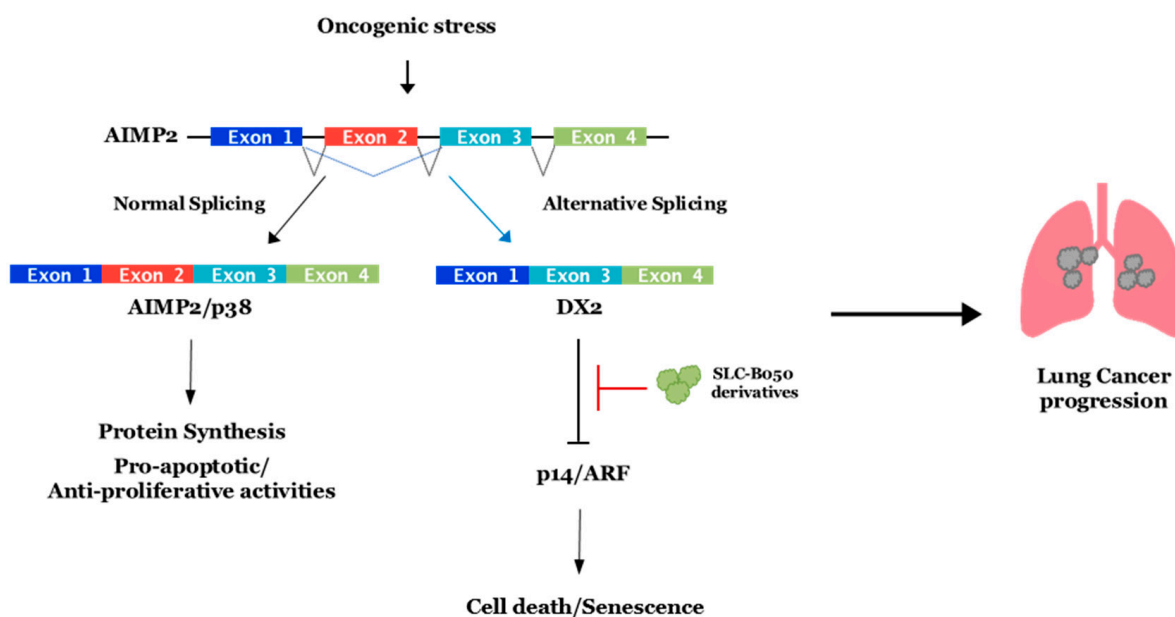 Oncogenic stress
AIMP2
Exon 1
Exon 2
Exon 3
Exon 4
Normal Splicing
Alternative Splicing
Exon 1
Exon 2
Exon 3
Exon 4
AIMP2/p38
Exon 1
Exon 3
Exon 4
DX2
SLC-B050
derivatives
Protein Synthesis
Pro-apoptotic/
Anti-proliferative activities
p14/ARF
Cell death/Senescence
Lung Cancer
progression